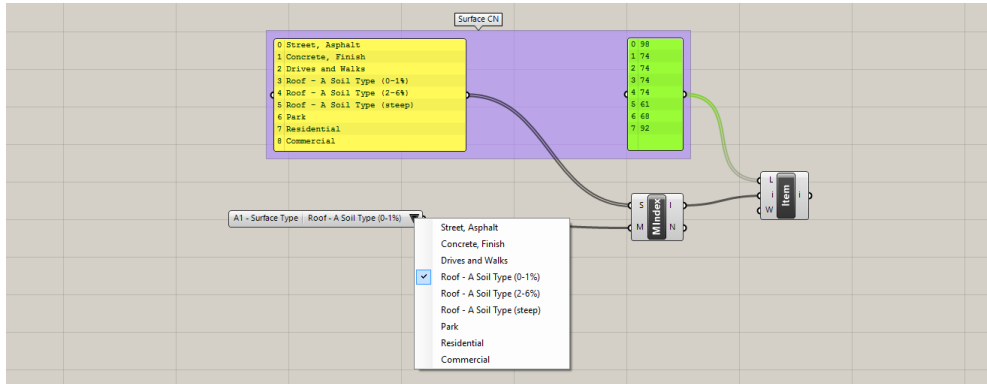 Surface CN
0 Street, Asphalt
1 Concrete, Finish
2 Drives and Walks
3 Roof - A Soil Type (0-1%)
4 Roof - A Soil Type (2-6%)
5 Roof - A Soil Type (steep)
6 Park
7 Residential
8 Commercial
0 98
1 74
2 74
3 74
4 74
5 61
6 68
7 92
L
i
W
Item
i
S
M
MIndex
I
N
A1 - Surface Type Roof - A Soil Type (0-1%)
Street, Asphalt
Concrete, Finish
Drives and Walks
Roof - A Soil Type (0-1%)
Roof - A Soil Type (2-6%)
Roof - A Soil Type (steep)
Park
Residential
Commercial